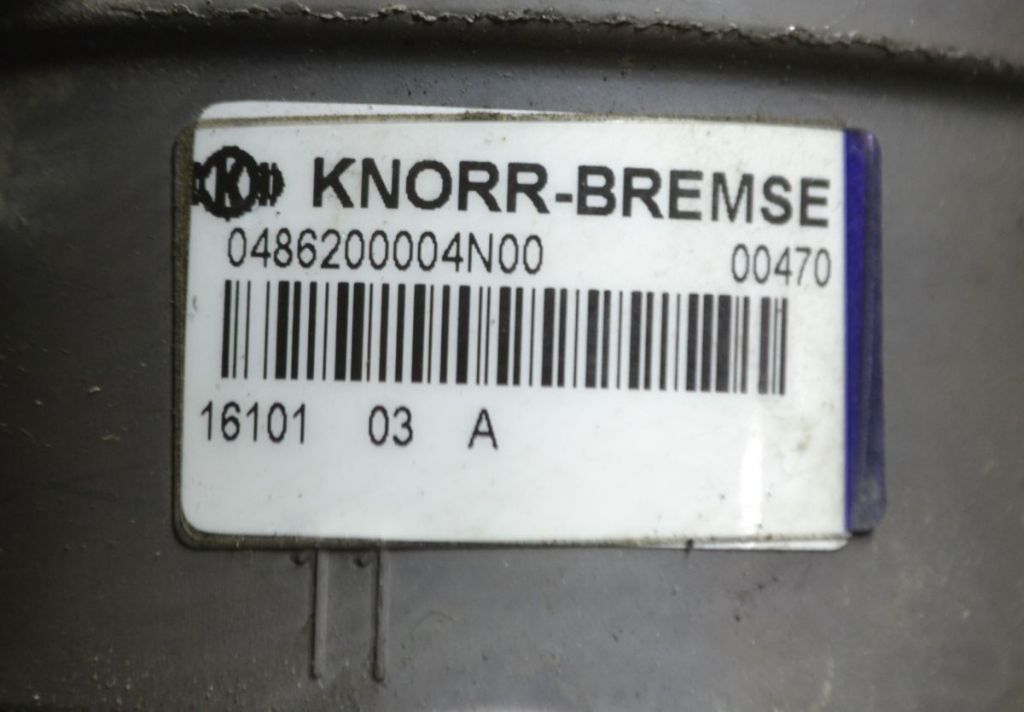 K KNORR-BREMSE
0486200004N00 00470
16101 03 A